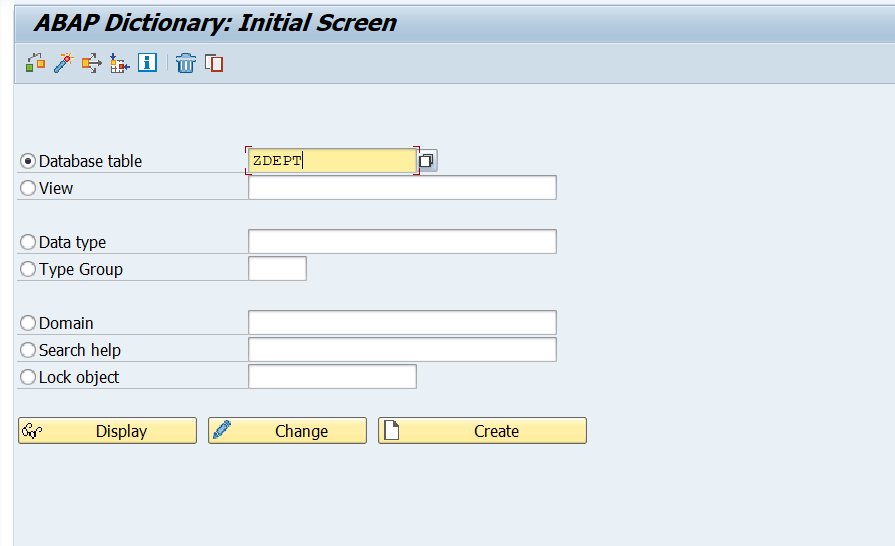 ABAP Dictionary: Initial Screen
Database table ZDEPT
View
Data type
Type Group
Domain
Search help
Lock object
Display Change Create